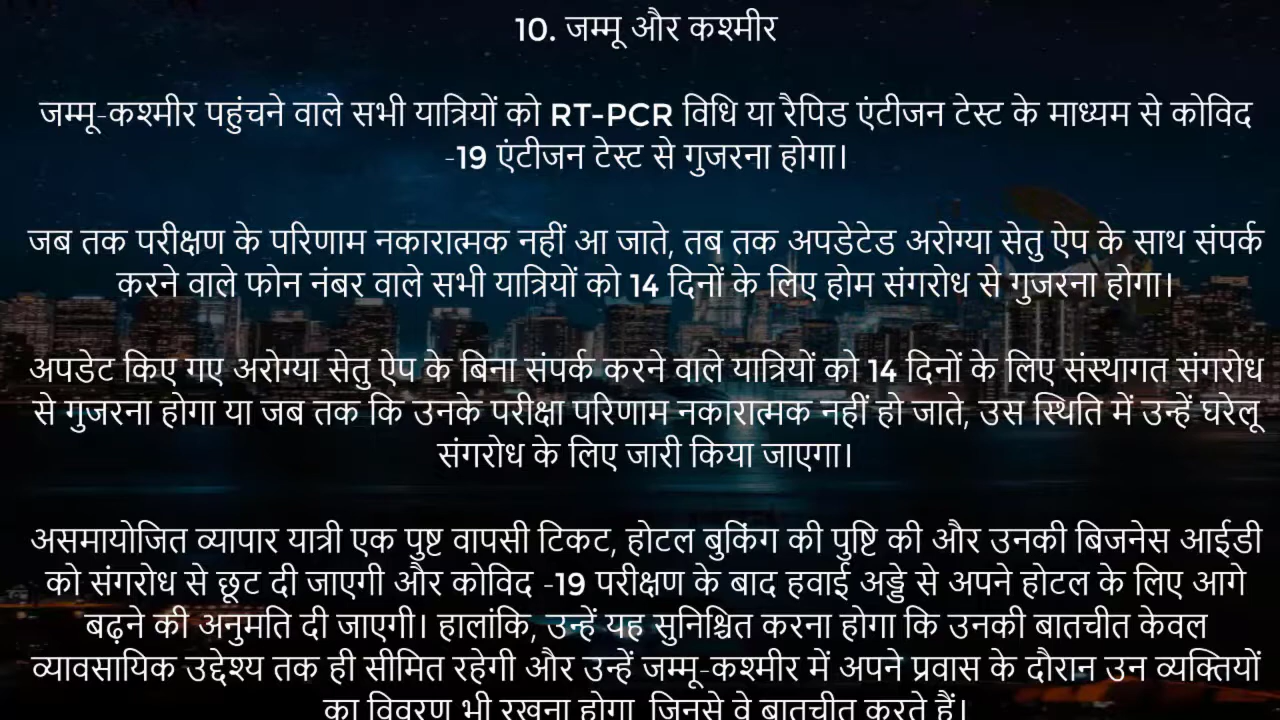 10. जम्मू और कश्मीर
जम्मू-कश्मीर पहुंचने वाले सभी यात्रियों को RT-PCR विधि या रैपिड एंटीजन टेस्ट के माध्यम से कोविद
-19 एंटीजन टेस्ट से गुजरना होगा।
जब तक परीक्षण के परिणाम नकारात्मक नहीं आ जाते, तब तक अपडेटेड अरोग्या सेतु ऐप के साथ संपर्क
करने वाले फोन नंबर वाले सभी यात्रियों को 14 दिनों के लिए होम संगरोध से गुजरना होगा।
अपडेट किए गए अरोग्या सेतु ऐप के बिना संपर्क करने वाले यात्रियों को 14 दिनों के लिए संस्थागत संगरोध
से गुजरना होगा या जब तक कि उनके परीक्षा परिणाम नकारात्मक नहीं हो जाते, उस स्थिति में उन्हें घरेलू
संगरोध के लिए जारी किया जाएगा।
असमायोजित व्यापार यात्री एक पुष्ट वापसी टिकट, होटल बुकिंग की पुष्टि की और उनकी बिजनेस आईडी
को संगरोध से छूट दी जाएगी और कोविद -19 परीक्षण के बाद हवाई अड्डे से अपने होटल के लिए आगे
बढ़ने की अनुमति दी जाएगी। हालांकि, उन्हें यह सुनिश्चित करना होगा कि उनकी बातचीत केवल
व्यावसायिक उद्देश्य तक ही सीमित रहेगी और उन्हें जम्मू-कश्मीर में अपने प्रवास के दौरान उन व्यक्तियों
का विवरण भी रखना होगा, जिनसे वे बातचीत करते हैं।